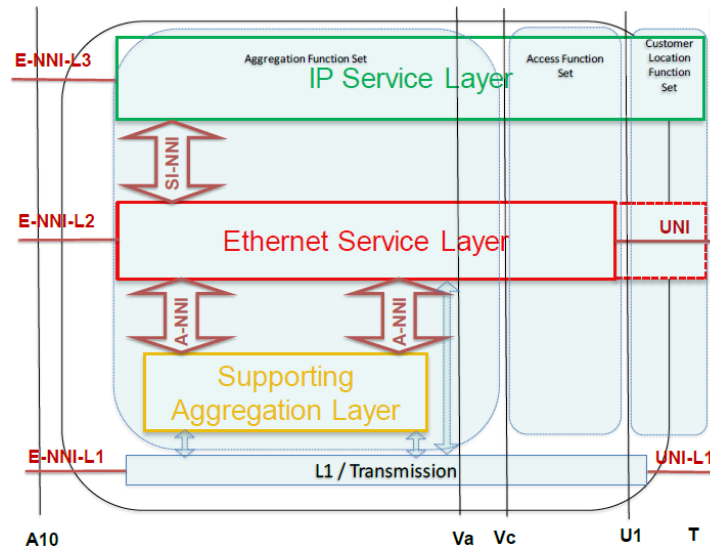 E-NNI-L3
Aggregation Function Set
Access Function
Set
Customer
Location
Function
Set
IP Service Layer
SI-NNI
E-NNI-L2
Ethernet Service Layer
UNI
A-NNI
A-NNI
Supporting
Aggregation Layer
E-NNI-L1
L1 / Transmission
UNI-L1
A10
Va
Vc
U1
T